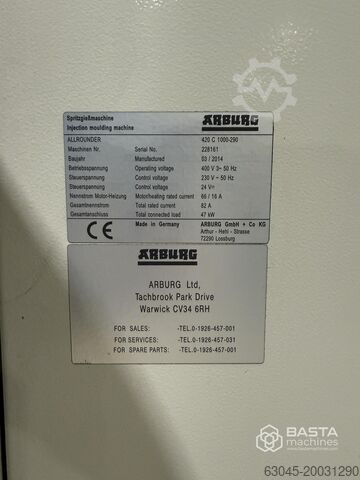 Spritzgießmaschine
Injection moulding machine
ARBURG
ALLROUNDER 420 C 1000-290
Maschinen Nr. Serial No. 228161
Baujahr Manufactured 03 / 2014
Betriebsspannung Operating voltage 400 V 3~ 50 Hz
Steuerspannung Control voltage 230 V ~ 50 Hz
Steuerspannung Control voltage 24 V=
Nennstrom Motor-Heizung Motor/heating rated current 66 / 16 A
Gesamtnennstrom Total rated current 82 A
Gesamtanschluss Total connected load 47 kW
CE
Made in Germany
ARBURG GmbH + Co KG
Arthur - Hehl - Strasse
72290 Lossburg
ARBURG
ARBURG Ltd,
Tachbrook Park Drive
Warwick CV34 6RH
FOR SALES: -TEL.0-1926-457-001
FOR SERVICES: -TEL.0-1926-457-031
FOR SPARE PARTS: -TEL.0-1926-457-001
BASTA
machines
www.bastamachines.com
63045-20031290